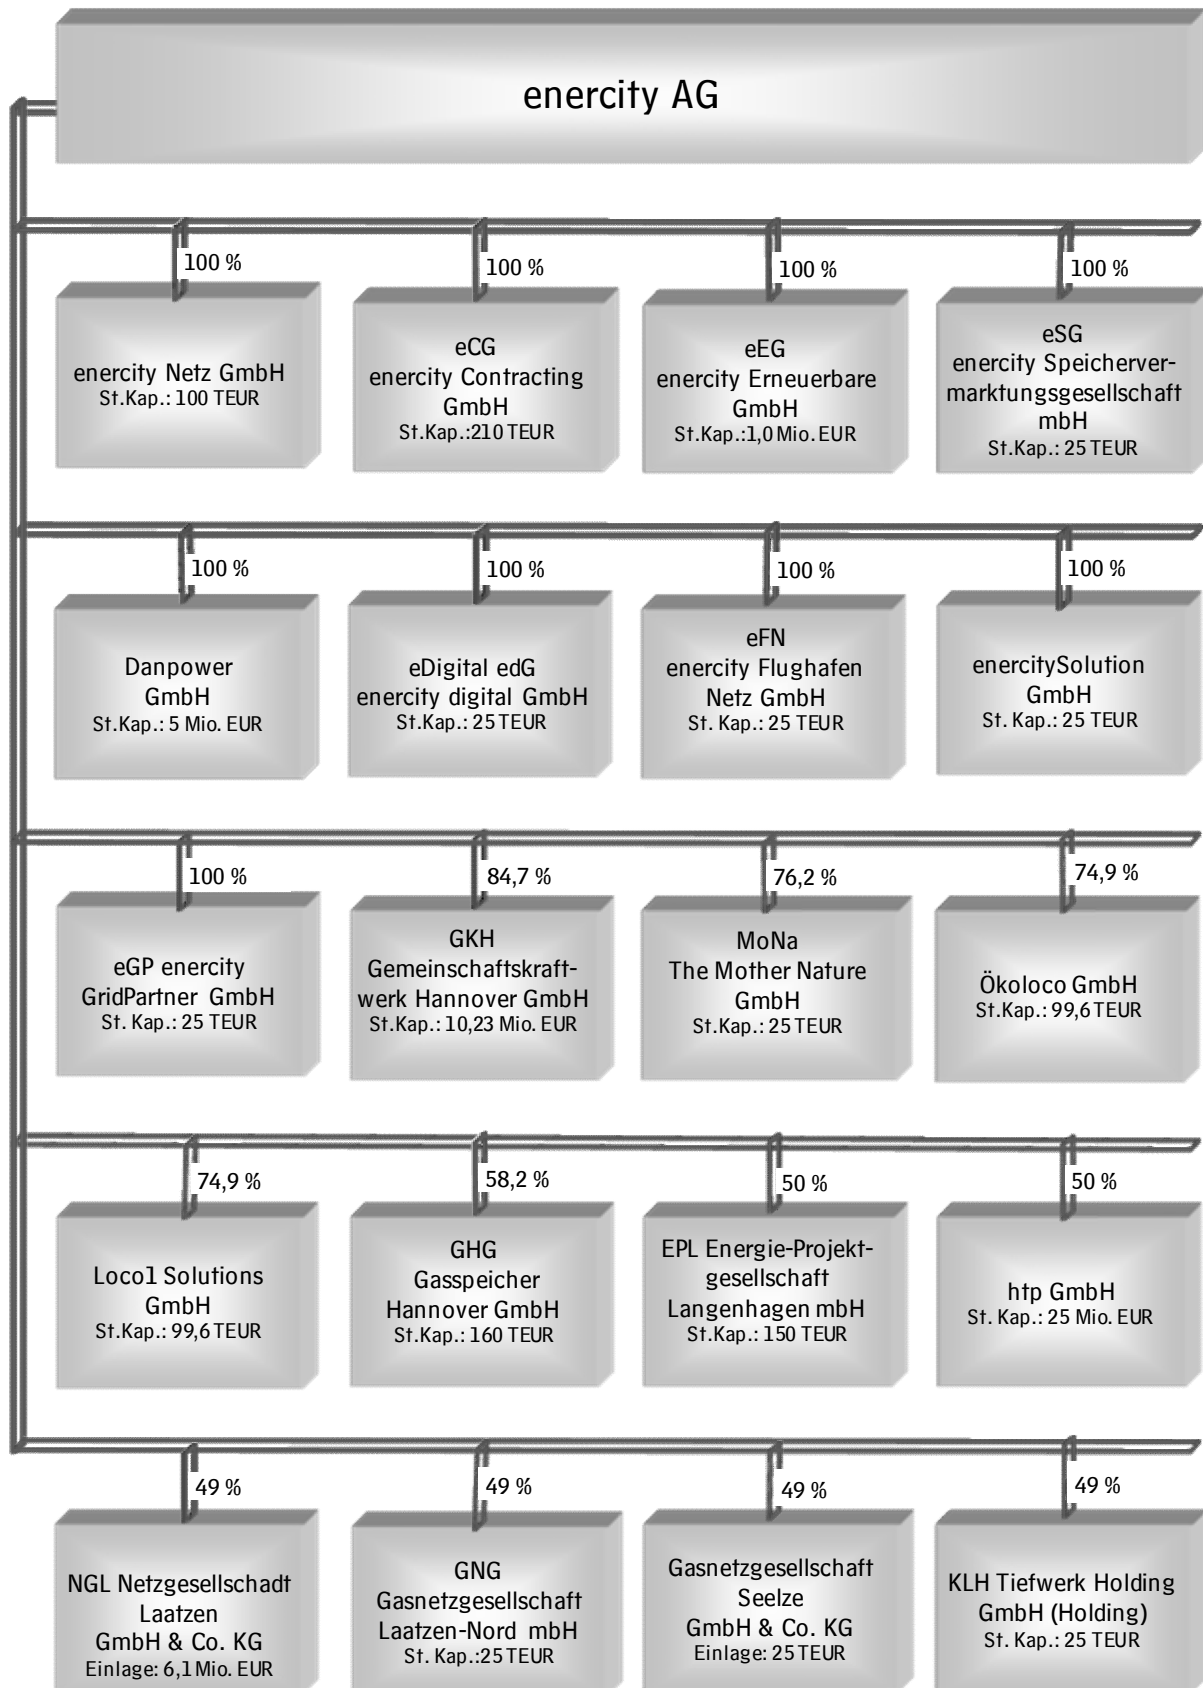 enercity AG
100 %
100 %
100 %
100 %
enercity Netz GmbH
St.Kap.: 100 TEUR
eCG
enercity Contracting
GmbH
St.Kap.:210 TEUR
eEG
enercity Erneuerbare
GmbH
St.Kap.:1,0 Mio. EUR
eSG
enercity Speicherver-
marktungsgesellschaft
mbH
St.Kap.: 25 TEUR
100 %
100 %
100 %
100 %
Danpower
GmbH
St.Kap.: 5 Mio. EUR
eDigital edG
enercity digital GmbH
St.Kap.: 25 TEUR
eFN
enercity Flughafen
Netz GmbH
St. Kap.: 25 TEUR
enercitySolution
GmbH
St. Kap.: 25 TEUR
100 %
84,7 %
76,2 %
74,9 %
eGP enercity
GridPartner GmbH
St. Kap.: 25 TEUR
GKH
Gemeinschaftskraft-
werk Hannover GmbH
St.Kap.: 10,23 Mio. EUR
MoNa
The Mother Nature
GmbH
St.Kap.: 25 TEUR
Ökoloco GmbH
St.Kap.: 99,6 TEUR
74,9 %
58,2 %
50 %
50 %
Loco1 Solutions
GmbH
St.Kap.: 99,6 TEUR
GHG
Gasspeicher
Hannover GmbH
St.Kap.: 160 TEUR
EPL Energie-Projekt-
gesellschaft
Langenhagen mbH
St.Kap.: 150 TEUR
htp GmbH
St.Kap.: 25 Mio. EUR
49 %
49 %
49 %
49 %
NGL Netzgesellschadt
Laatzen
GmbH & Co. KG
Einlage: 6,1 Mio. EUR
GNG
Gasnetzgesellschaft
Laatzen-Nord mbH
St. Kap.:25 TEUR
Gasnetzgesellschaft
Seelze
GmbH & Co. KG
Einlage: 25 TEUR
KLH Tiefwerk Holding
GmbH (Holding)
St. Kap.: 25 TEUR